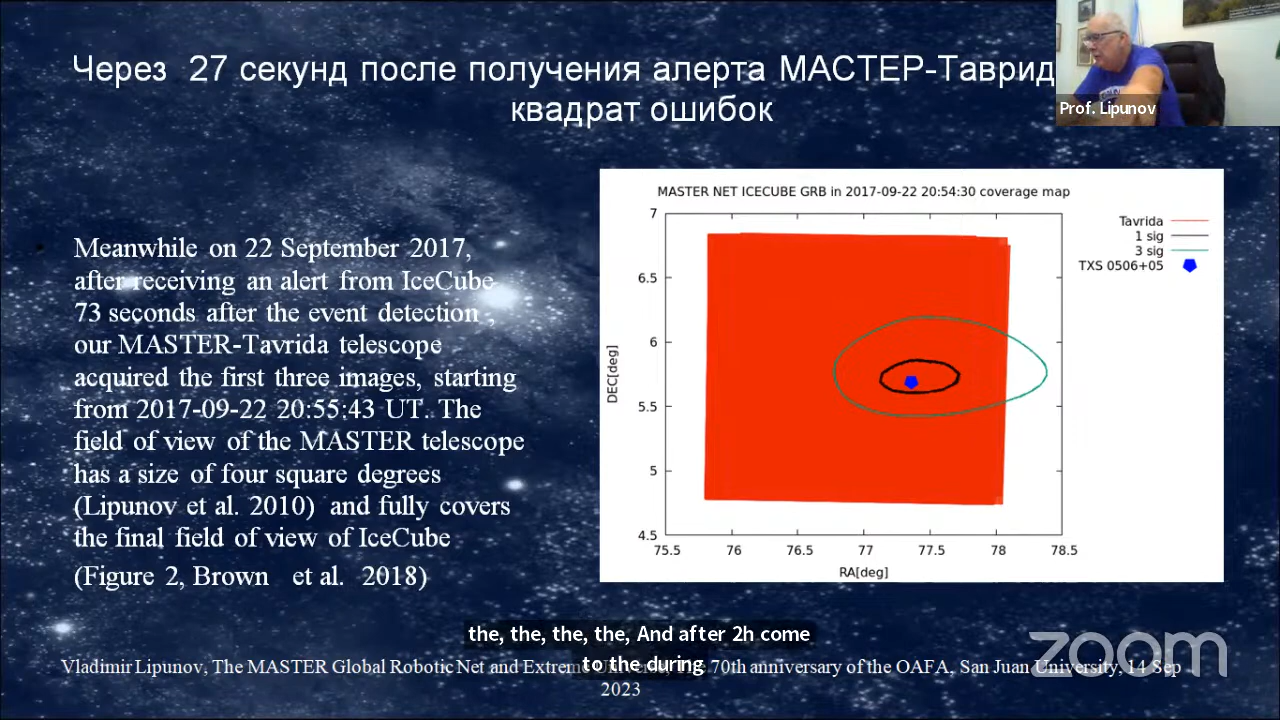 Через 27 секунд после получения алерта МАСТЕР-Таврид
квадрат ошибок
Prof. Lipunov
Meanwhile on 22 September 2017,
after receiving an alert from IceCube
73 seconds after the event detection ,
our MASTER-Tavrida telescope
acquired the first three images, starting
from 2017-09-22 20:55:43 UT. The
field of view of the MASTER telescope
has a size of four square degrees
(Lipunov et al. 2010) and fully covers
the final field of view of IceCube
(Figure 2, Brown et al. 2018)
MASTER NET ICECUBE GRB in 2017-09-22 20:54:30 coverage map
Tavrida
1 sig
3 sig
TXS 0506+05
7
6.5
6
5.5
5
4.5
DEC[deg]
75.5 76 76.5 77 77.5 78 78.5
RA[deg]
the, the, the, the, And after 2h come
to the during
Vladimir Lipunov, The MASTER Global Robotic Net and Extrem 70th anniversary of the OAFA, San Juan University, 14 Sep
2023
zoom